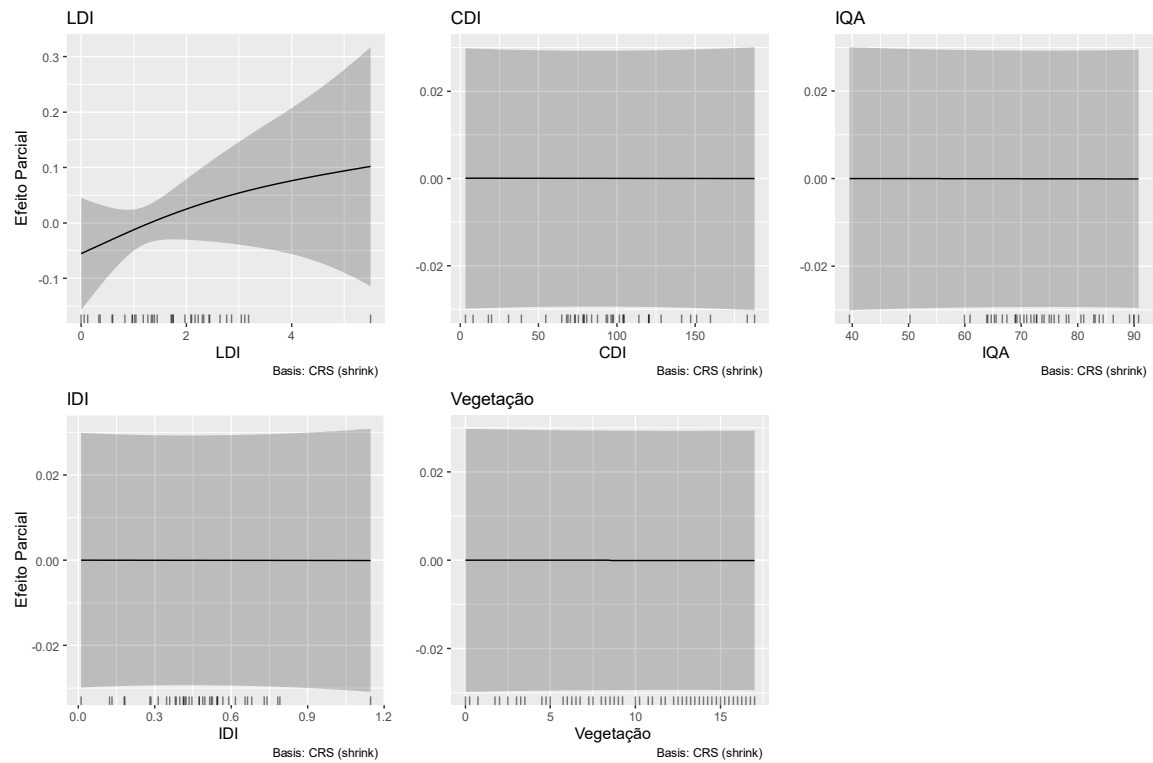 LDI
CDI
IQA
Efeito Parcial
0.3
0.2
0.1
0.0
-0.1
0 2 4
LDI
Basis: CRS (shrink)
0.02
0.00
-0.02
0 50 100 150
CDI
Basis: CRS (shrink)
0.02
0.00
-0.02
40 50 60 70 80 90
IQA
Basis: CRS (shrink)
IDI
Vegetação
Efeito Parcial
0.02
0.00
-0.02
0.0 0.3 0.6 0.9 1.2
IDI
Basis: CRS (shrink)
0.02
0.00
-0.02
0 5 10 15
Vegetação
Basis: CRS (shrink)